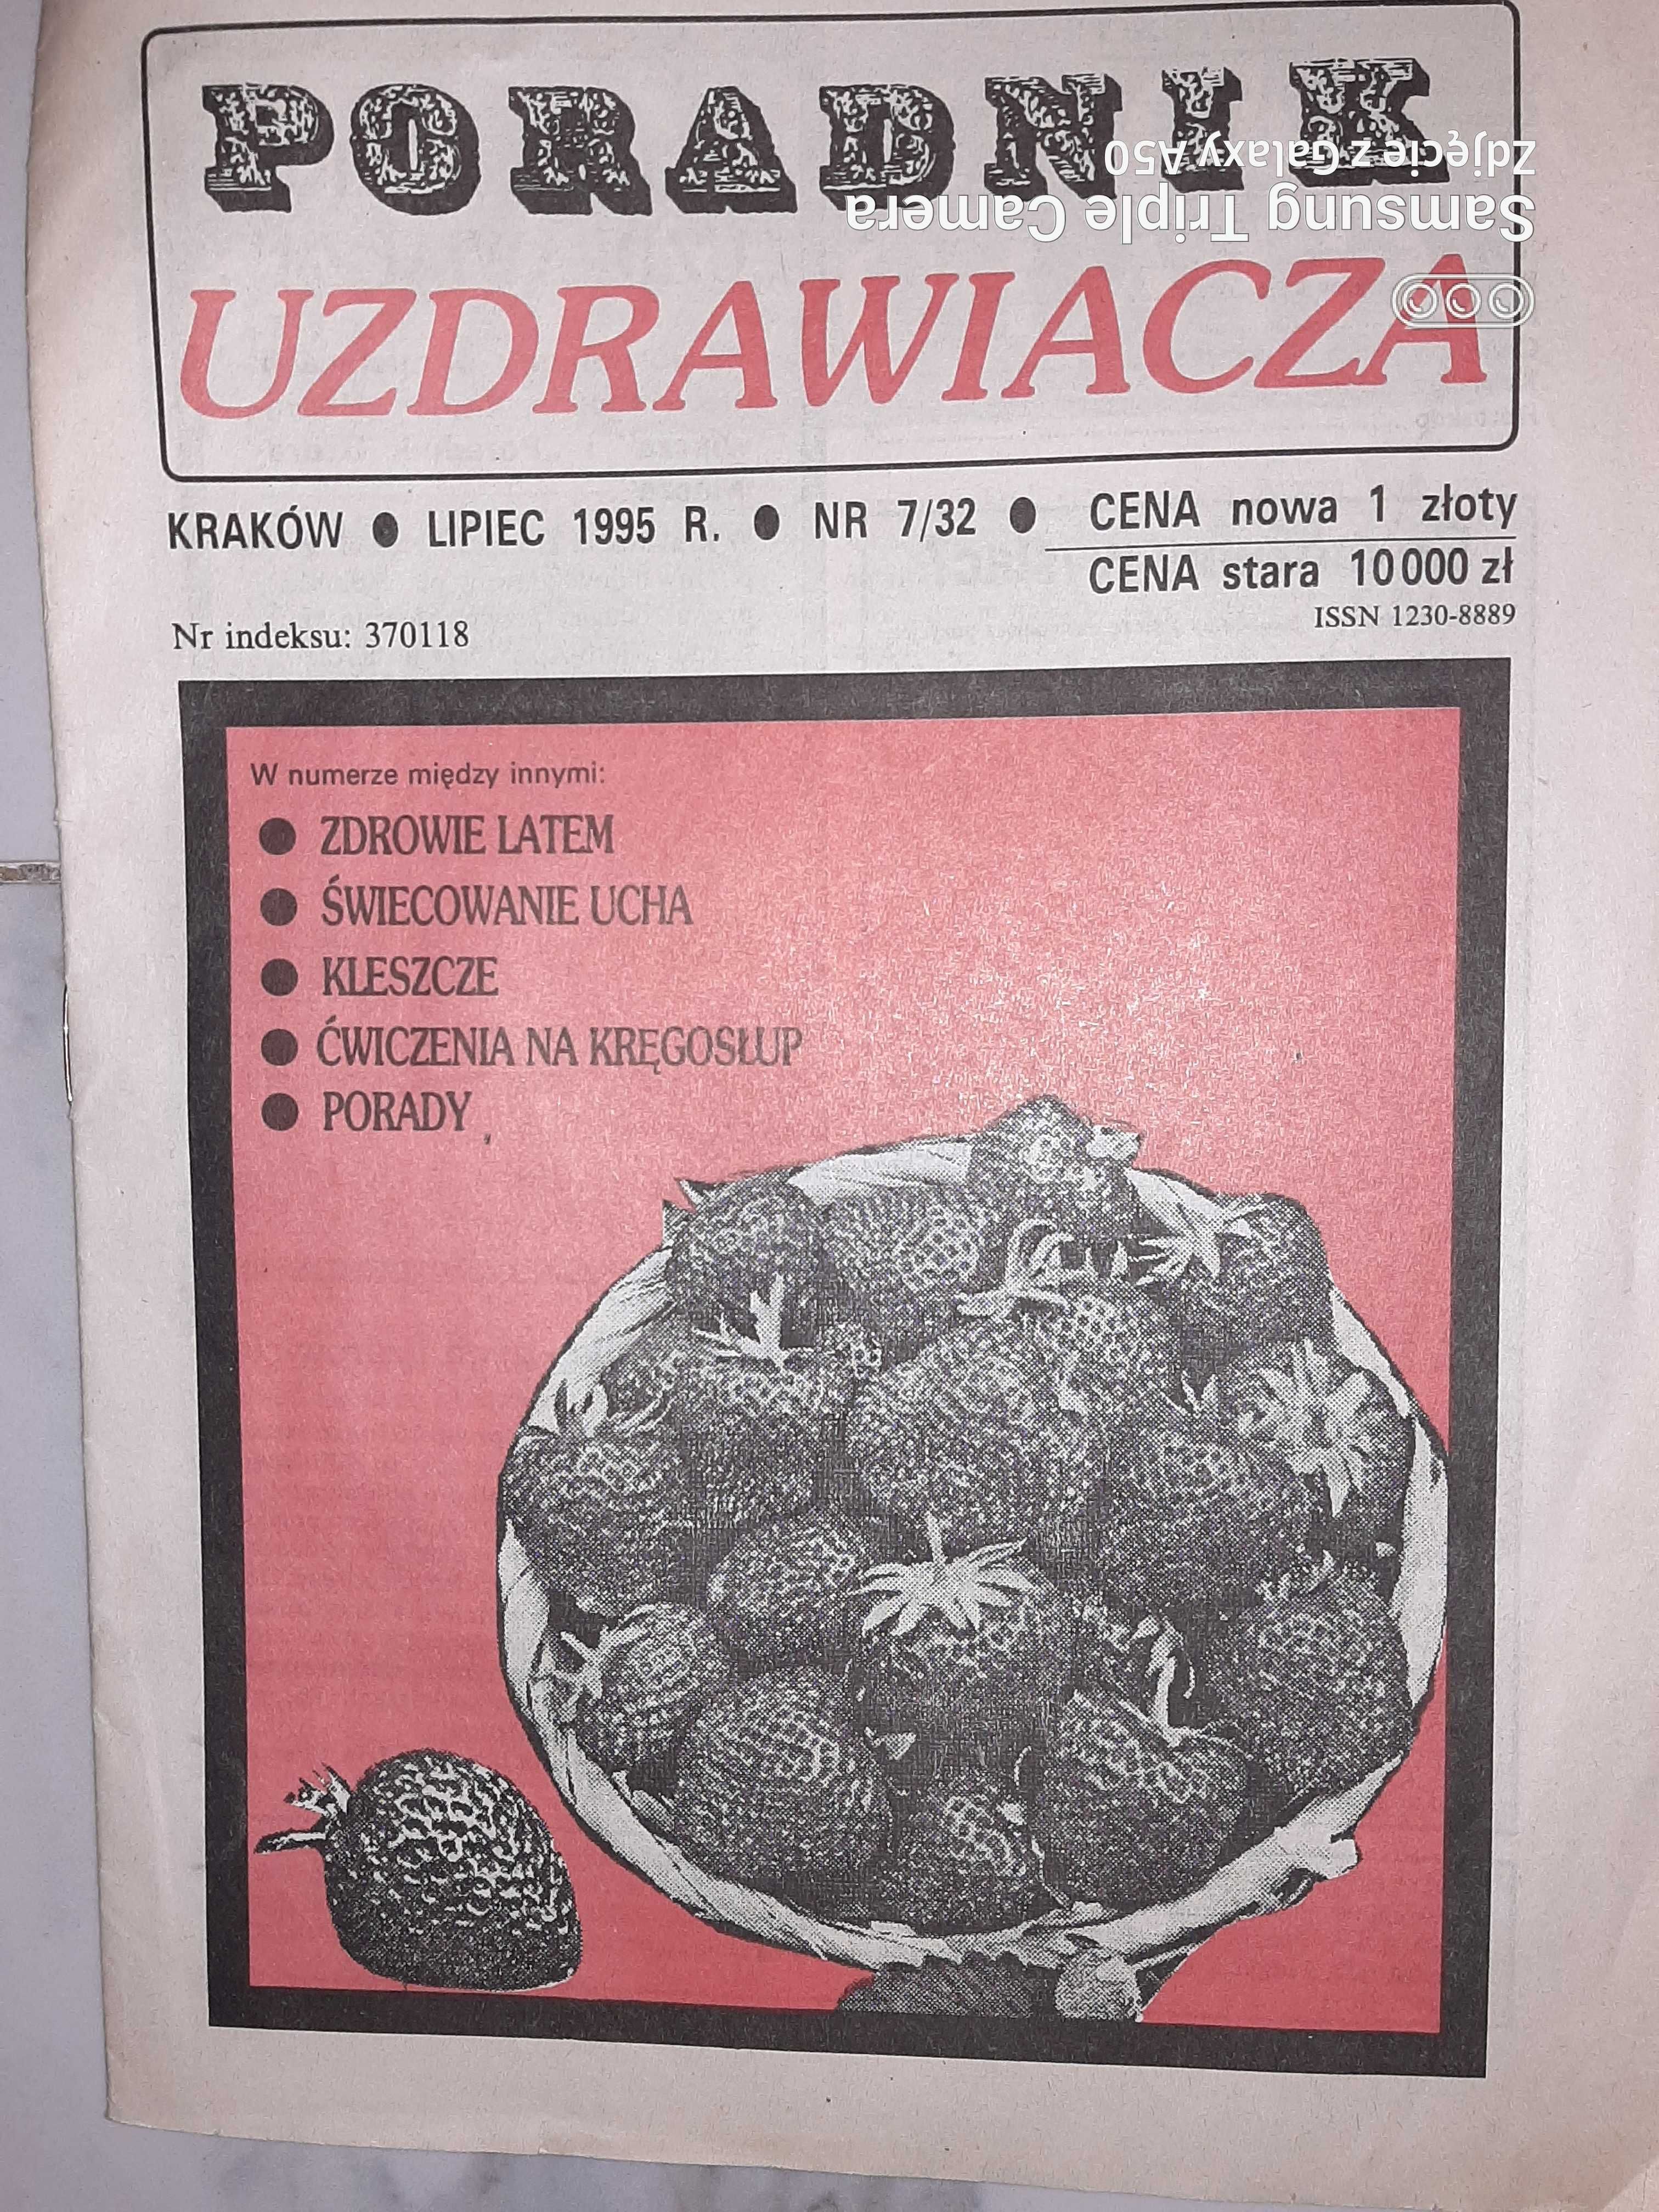 PORADNIK
zdjęcie z Galaxy A50
Samsung Triple Camera
UZDRAWIACZA
KRAKÓW ● LIPIEC 1995 R. ● NR 7/32 ● CENA nowa 1 złoty
CENA stara 10 000 zł
ISSN 1230-8889
Nr indeksu: 370118
W numerze między innymi:
● ZDROWIE LATEM
● ŚWIECOWANIE UCHA
● KLESZCZE
● ĆWICZENIA NA KRĘGOSŁUP
● PORADY